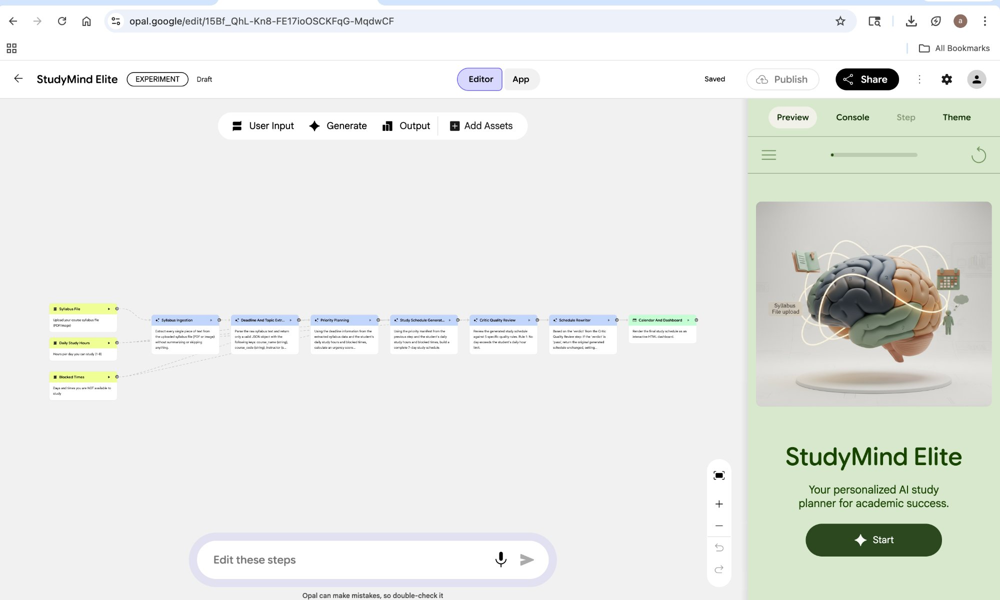 opal.google/edit/15Bf_QhL-Kn8-FE17ioOSCKFqG-MqdwCF
a
All Bookmarks
StudyMind Elite
EXPERIMENT
Draft
Editor
App
Saved
Publish
Share
User Input
Generate
Output
Add Assets
Preview
Console
Step
Theme
Syllabus File
Upload your course syllabus file
(PDF/image)
Daily Study Hours
Hours per day you can study (1-8)
Blocked Times
Days and times you are NOT available to
study
Syllabus Ingestion
Extract every single piece of text from
the uploaded syllabus file (PDF or image)
without summarizing or skipping
anything.
Deadline And Topic Extr...
Parse the raw syllabus text and return
only a valid JSON object with the
following keys: course_name (string),
course_code (string), instructor (s...
Priority Planning
Using the deadline information from the
extracted syllabus data and the student's
daily study hours and blocked times,
calculate an urgency score...
Study Schedule Generat...
Using the priority manifest from the
previous step and the student's daily
study hours and blocked times, build a
complete 7-day study schedule.
Critic Quality Review
Review the generated study schedule
against 5 specific quality rules. Rule 1: No
day exceeds the student's daily hour
limit.
Schedule Rewriter
Based on the 'verdict' from the Critic
Quality Review step: If the 'verdict' is
'pass', return the original generated
schedule unchanged, setting...
Calendar And Dashboard
Render the final study schedule as an
interactive HTML dashboard.
Syllabus
File upload
StudyMind Elite
Your personalized AI study
planner for academic success.
Start
Edit these steps
Opal can make mistakes, so double-check it